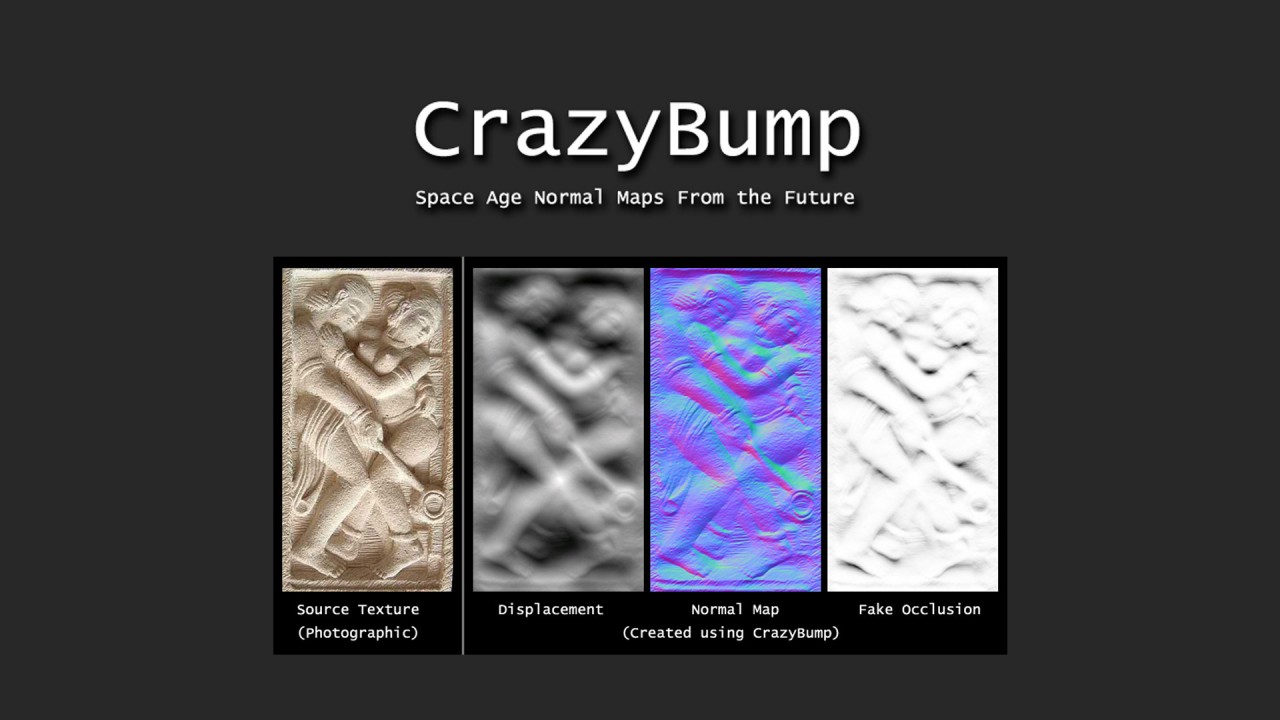 CrazyBump
Space Age Normal Maps From the Future
Source Texture
(Photographic)
Displacement
Normal Map
Fake Occlusion
(Created using CrazyBump)